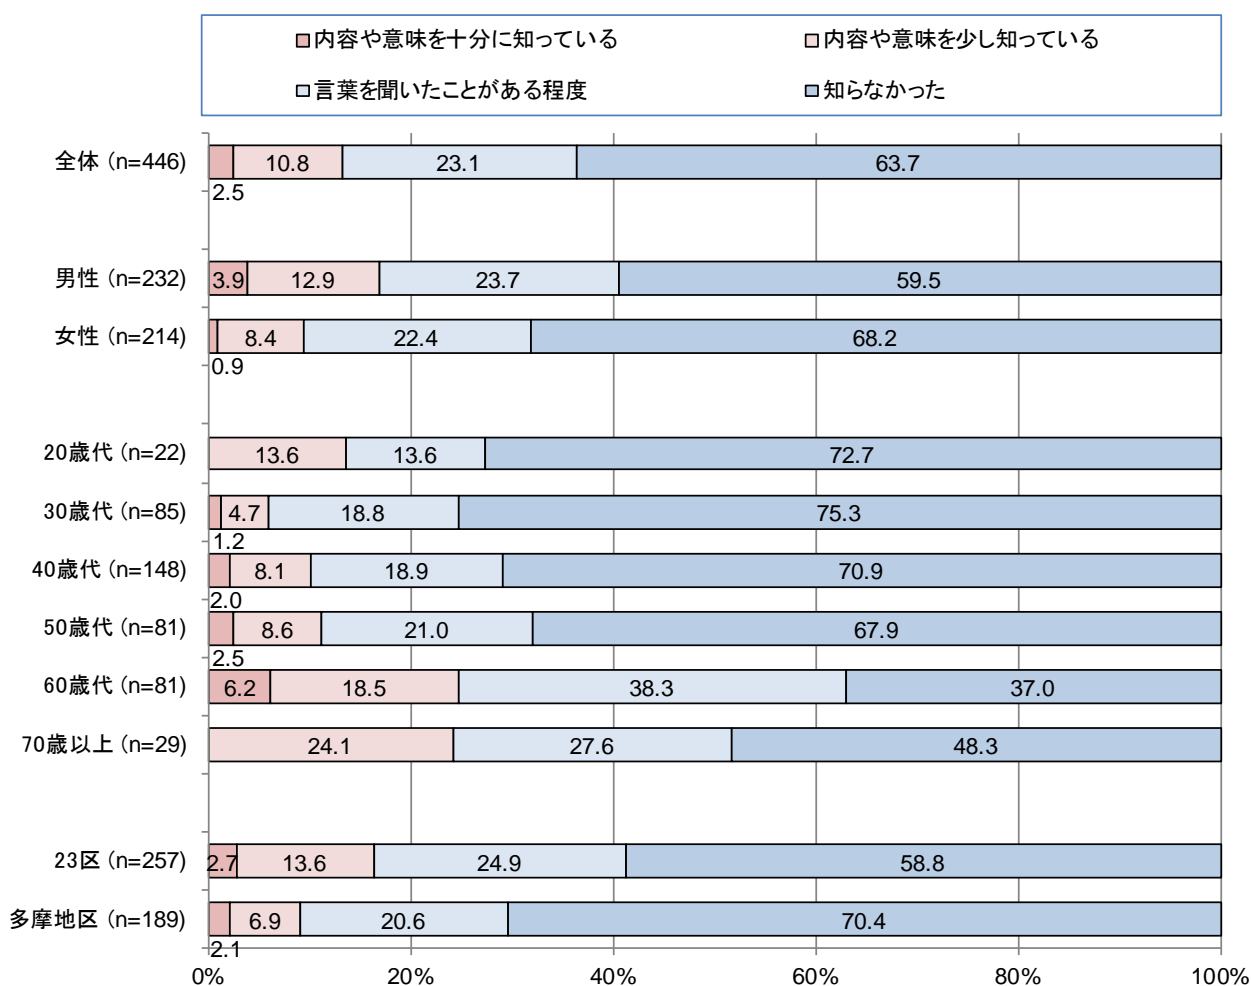 内容や意味を十分に知っている 内容や意味を少し知っている
言葉を聞いたことがある程度 知らなかった
全体 (n=446) 10.8 23.1 63.7
2.5
男性 (n=232) 3.9 12.9 23.7 59.5
女性 (n=214) 8.4 22.4 68.2
0.9
20歳代 (n=22) 13.6 13.6 72.7
30歳代 (n=85) 4.7 18.8 75.3
1.2
40歳代 (n=148) 8.1 18.9 70.9
2.0
50歳代 (n=81) 8.6 21.0 67.9
2.5
60歳代 (n=81) 6.2 18.5 38.3 37.0
70歳以上 (n=29) 24.1 27.6 48.3
23区 (n=257) 2.7 13.6 24.9 58.8
多摩地区 (n=189) 6.9 20.6 70.4
2.1
0% 20% 40% 60% 80% 100%